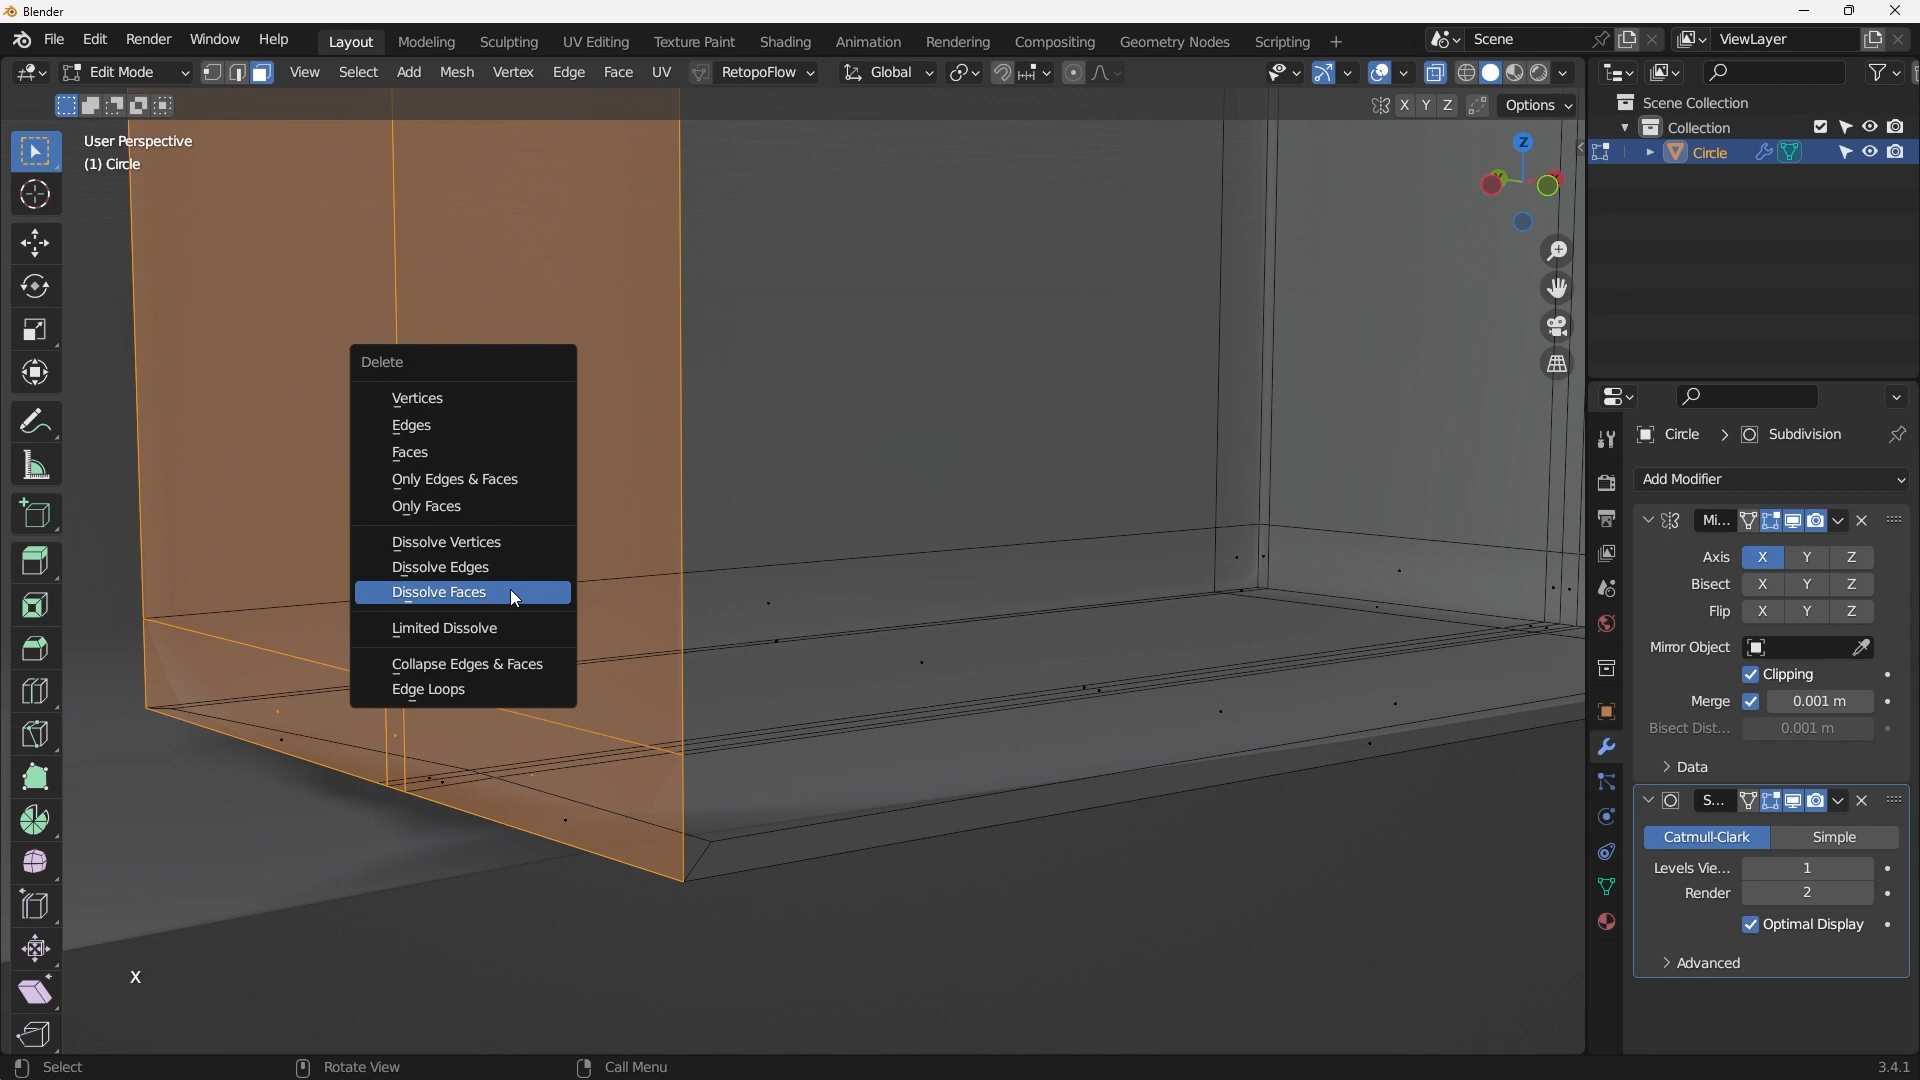 Blender
File Edit Render Window Help Layout Modeling Sculpting UV Editing Texture Paint Shading Animation Rendering Compositing Geometry Nodes Scripting + Scene ViewLayer
Edit Mode View Select Add Mesh Vertex Edge Face UV RetopoFlow Global
X Y Z Options
Scene Collection
Collection
Circle
User Perspective
(1) Circle
Z
Delete
Vertices
Edges
Faces
Only Edges & Faces
Only Faces
Dissolve Vertices
Dissolve Edges
Dissolve Faces
Limited Dissolve
Collapse Edges & Faces
Edge Loops
X
Circle > Subdivision
Add Modifier
Mi...
Axis X Y Z
Bisect X Y Z
Flip X Y Z
Mirror Object
Clipping
Merge 0.001 m
Bisect Dist... 0.001 m
Data
S...
Catmull-Clark Simple
Levels Vie... 1
Render 2
Optimal Display
Advanced
Select Rotate View Call Menu 3.4.1